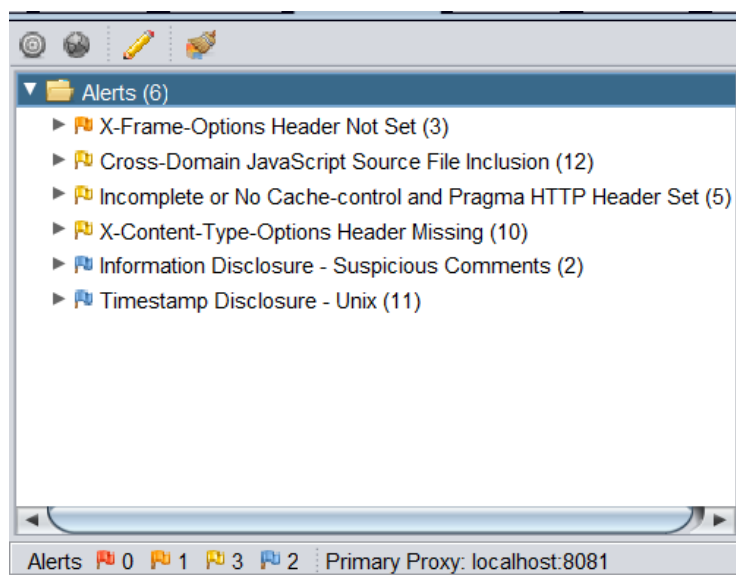 Alerts (6)
X-Frame-Options Header Not Set (3)
Cross-Domain JavaScript Source File Inclusion (12)
Incomplete or No Cache-control and Pragma HTTP Header Set (5)
X-Content-Type-Options Header Missing (10)
Information Disclosure - Suspicious Comments (2)
Timestamp Disclosure - Unix (11)
Alerts 0 1 3 2 Primary Proxy: localhost:8081